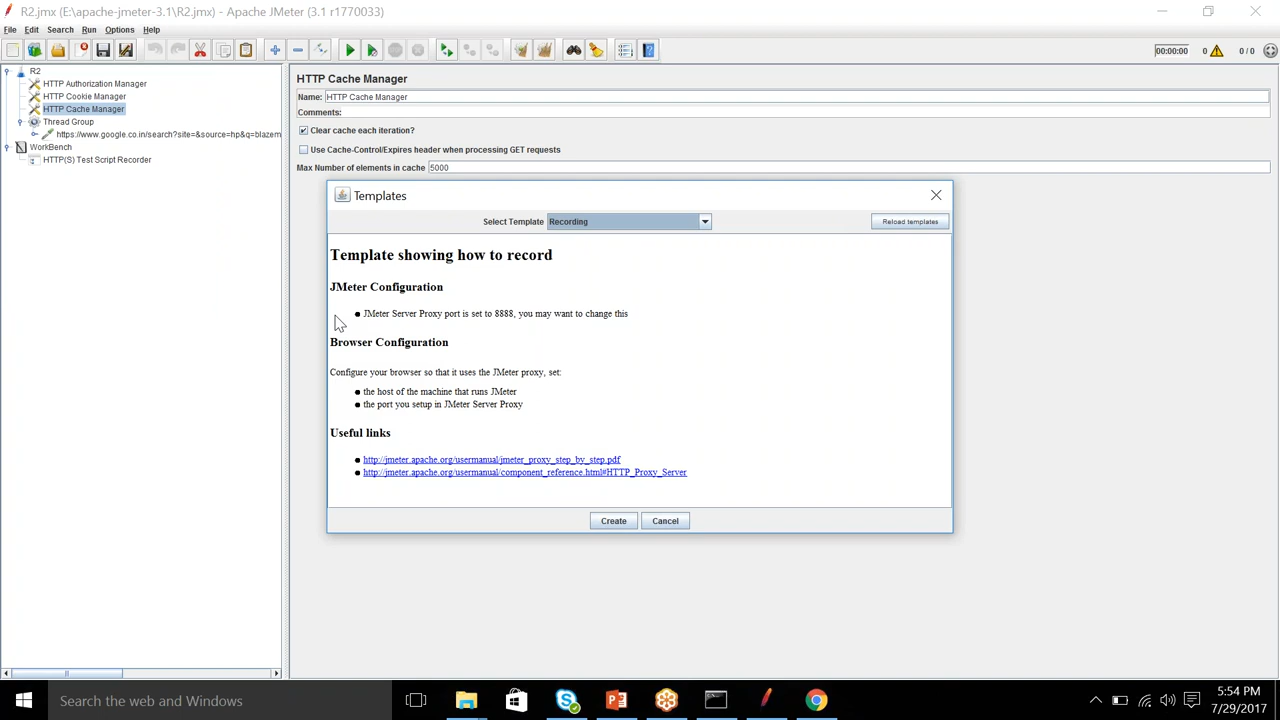 R2.jmx (E:\apache-jmeter-3.1\R2.jmx) - Apache JMeter (3.1 r1770033)
File Edit Search Run Options Help
00:00:00 0 0 / 0
R2
HTTP Authorization Manager
HTTP Cookie Manager
HTTP Cache Manager
Thread Group
https://www.google.co.in/search?site=&source=hp&q=blazem
WorkBench
HTTP(S) Test Script Recorder
HTTP Cache Manager
Name: HTTP Cache Manager
Comments:
Clear cache each iteration?
Use Cache-Control/Expires header when processing GET requests
Max Number of elements in cache 5000
Templates
Select Template Recording Reload templates
Template showing how to record
JMeter Configuration
JMeter Server Proxy port is set to 8888, you may want to change this
Browser Configuration
Configure your browser so that it uses the JMeter proxy, set:
the host of the machine that runs JMeter
the port you setup in JMeter Server Proxy
Useful links
http://jmeter.apache.org/usermanual/jmeter_proxy_step_by_step.pdf
http://jmeter.apache.org/usermanual/component_reference.html#HTTP_Proxy_Server
Create Cancel
Search the web and Windows
5:54 PM
7/29/2017